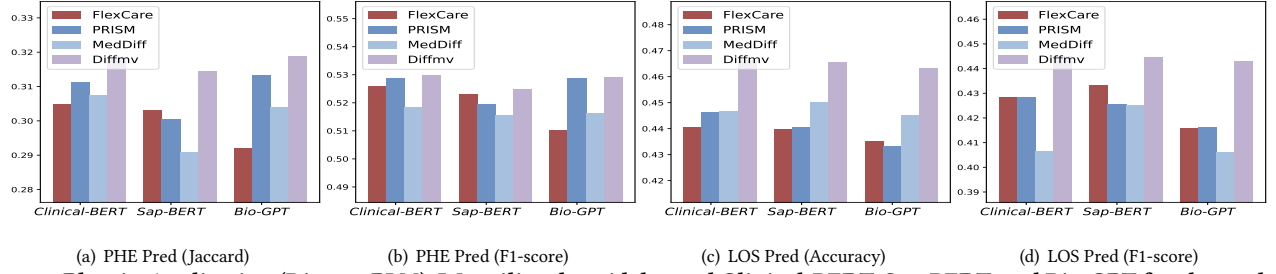 0.33
0.32
0.31
0.30
0.29
0.28
FlexCare
PRISM
MedDiff
Diffmv
Clinical-BERT Sap-BERT Bio-GPT
(a) PHE Pred (Jaccard)
0.55
0.54
0.53
0.52
0.51
0.50
0.49
FlexCare
PRISM
MedDiff
Diffmv
Clinical-BERT Sap-BERT Bio-GPT
(b) PHE Pred (F1-score)
0.48
0.47
0.46
0.45
0.44
0.43
0.42
FlexCare
PRISM
MedDiff
Diffmv
Clinical-BERT Sap-BERT Bio-GPT
(c) LOS Pred (Accuracy)
0.46
0.45
0.44
0.43
0.42
0.41
0.40
0.39
FlexCare
PRISM
MedDiff
Diffmv
Clinical-BERT Sap-BERT Bio-GPT
(d) LOS Pred (F1-score)